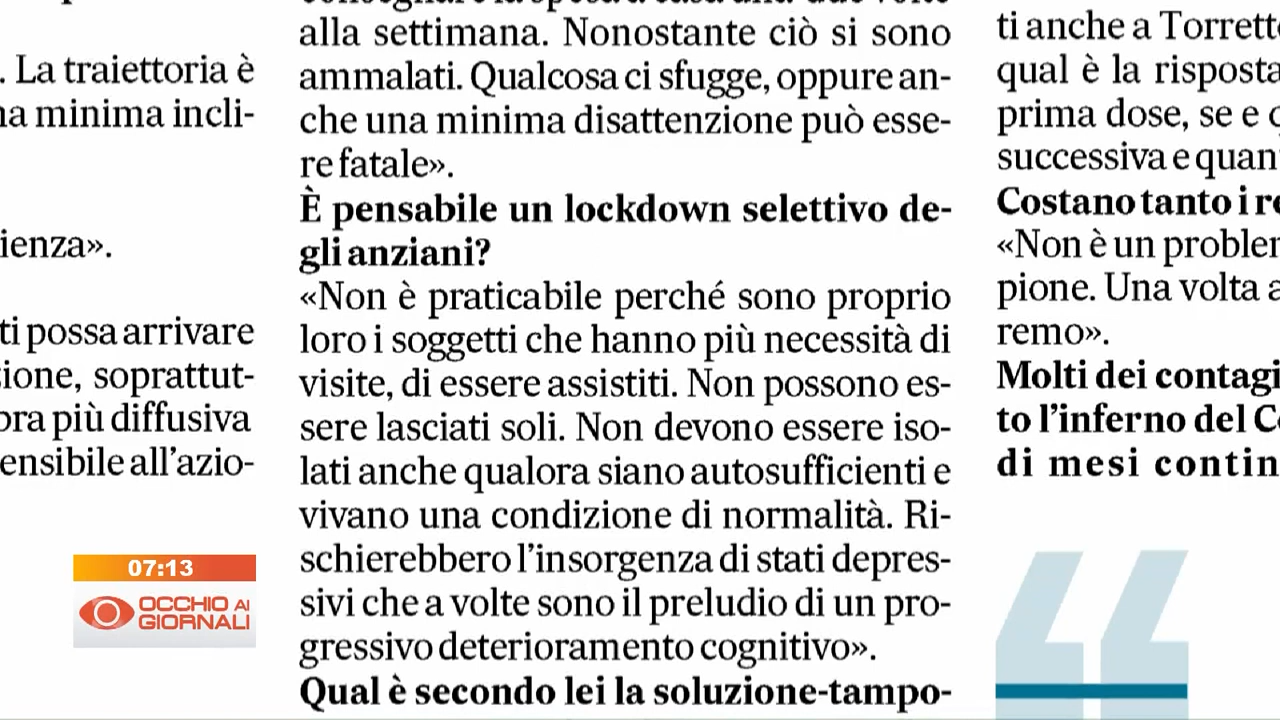 . La traiettoria è
minima incli-
ienza».
ti possa arrivare
ione, soprattut-
ora più diffusiva
ensibile all'azio-
alla settimana. Nonostante ciò si sono
ammalati. Qualcosa ci sfugge, oppure an-
che una minima disattenzione può esse-
re fatale».
È pensabile un lockdown selettivo de-
gli anziani?
«Non è praticabile perché sono proprio
loro i soggetti che hanno più necessità di
visite, di essere assistiti. Non possono es-
sere lasciati soli. Non devono essere iso-
lati anche qualora siano autosufficienti e
vivano una condizione di normalità. Ri-
schierebbero l'insorgenza di stati depres-
sivi che a volte sono il preludio di un pro-
gressivo deterioramento cognitivo».
Qual è secondo lei la soluzione-tampo-
ti anche a Torrett
qual è la risposta
prima dose, se e
successiva e quan
Costano tanto i r
«Non è un problem
pione. Una volta a
remo».
Molti dei contagi
to l'inferno del C
di mesi contin
07:13
OCCHIO AI
GIORNALI